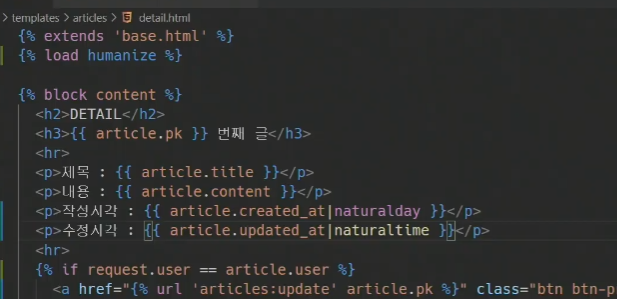 templates > articles > detail.html
{% extends 'base.html' %}
{% load humanize %}
{% block content %}
<h2>DETAIL</h2>
<h3>{{ article.pk }} 번째 글</h3>
<hr>
<p>제목 : {{ article.title }}</p>
<p>내용 : {{ article.content }}</p>
<p>작성시각 : {{ article.created_at|naturalday }}</p>
<p>수정시각 : {{ article.updated_at|naturaltime }}</p>
<hr>
{% if request.user == article.user %}
<a href="{% url 'articles:update' article.pk %}" class="btn btn-p